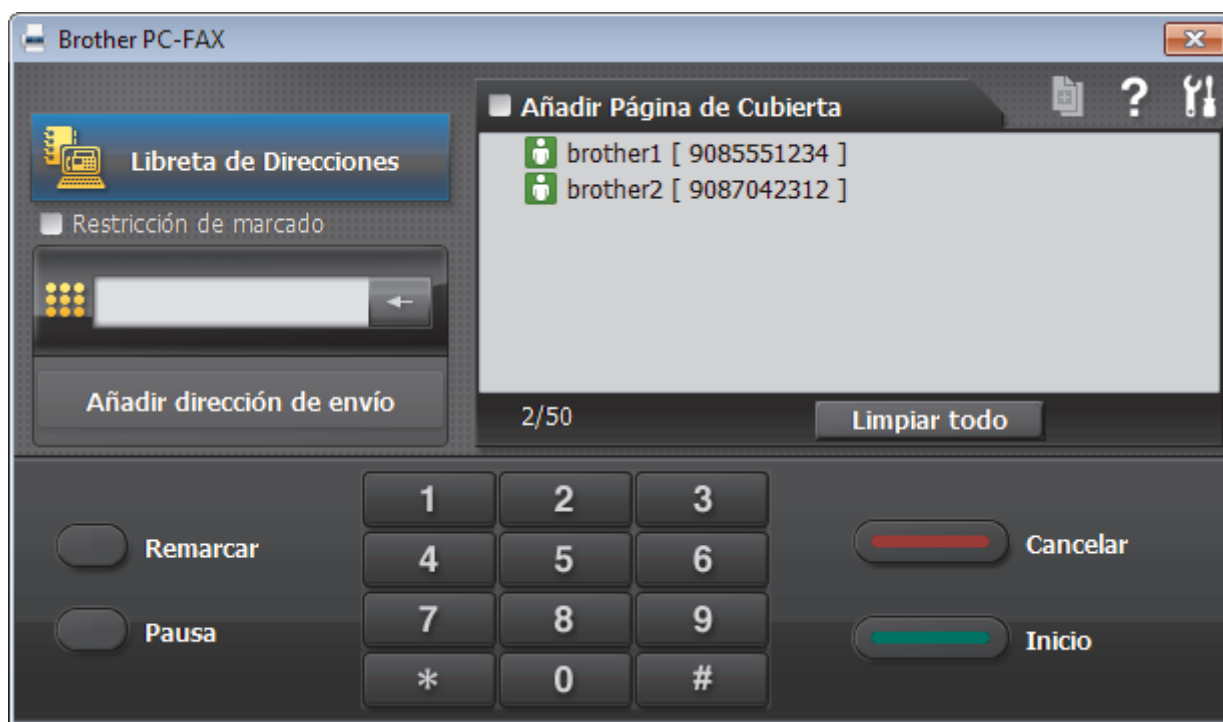 Brother PC-FAX
Libreta de Direcciones
Restricción de marcado
Añadir dirección de envío
Añadir Página de Cubierta
?
brother1 [ 9085551234 ]
brother2 [ 9087042312 ]
2/50
Limpiar todo
Remarcar
Pausa
1 2 3
4 5 6
7 8 9
* 0 #
Cancelar
Inicio